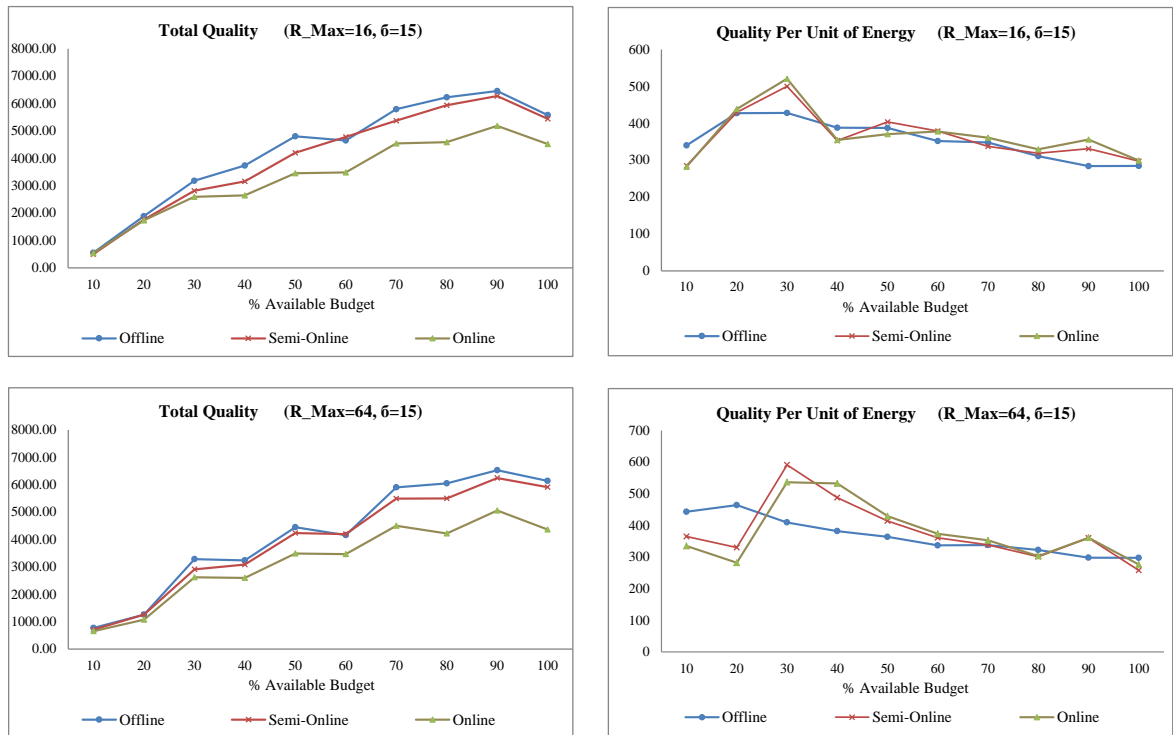 Total Quality (R_Max=16, б=15)
8000.00
7000.00
6000.00
5000.00
4000.00
3000.00
2000.00
1000.00
0.00
10 20 30 40 50 60 70 80 90 100
% Available Budget
Offline Semi-Online Online
Quality Per Unit of Energy (R_Max=16, б=15)
600
500
400
300
200
100
0
10 20 30 40 50 60 70 80 90 100
% Available Budget
Offline Semi-Online Online
Total Quality (R_Max=64, б=15)
8000.00
7000.00
6000.00
5000.00
4000.00
3000.00
2000.00
1000.00
0.00
10 20 30 40 50 60 70 80 90 100
% Available Budget
Offline Semi-Online Online
Quality Per Unit of Energy (R_Max=64, б=15)
700
600
500
400
300
200
100
0
10 20 30 40 50 60 70 80 90 100
% Available Budget
Offline Semi-Online Online